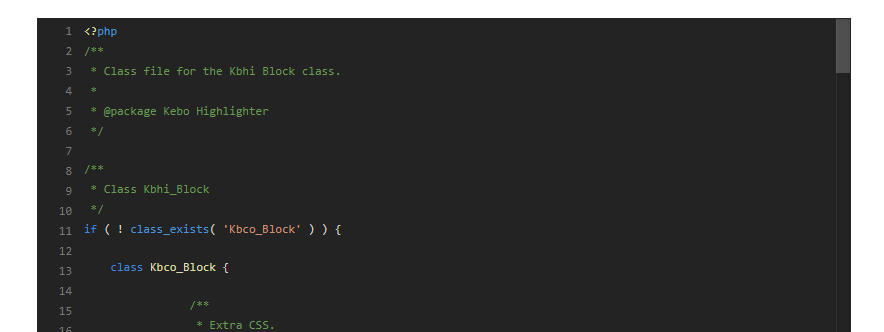 1 <?php
2 /**
3  * Class file for the Kbhi Block class.
4  *
5  * @package Kebo Highlighter
6  */
7
8 /**
9  * Class Kbhi_Block
10  */
11 if ( ! class_exists( 'Kbco_Block' ) ) {
12
13     class Kbco_Block {
14
15                 /**
16                  * Extra CSS.